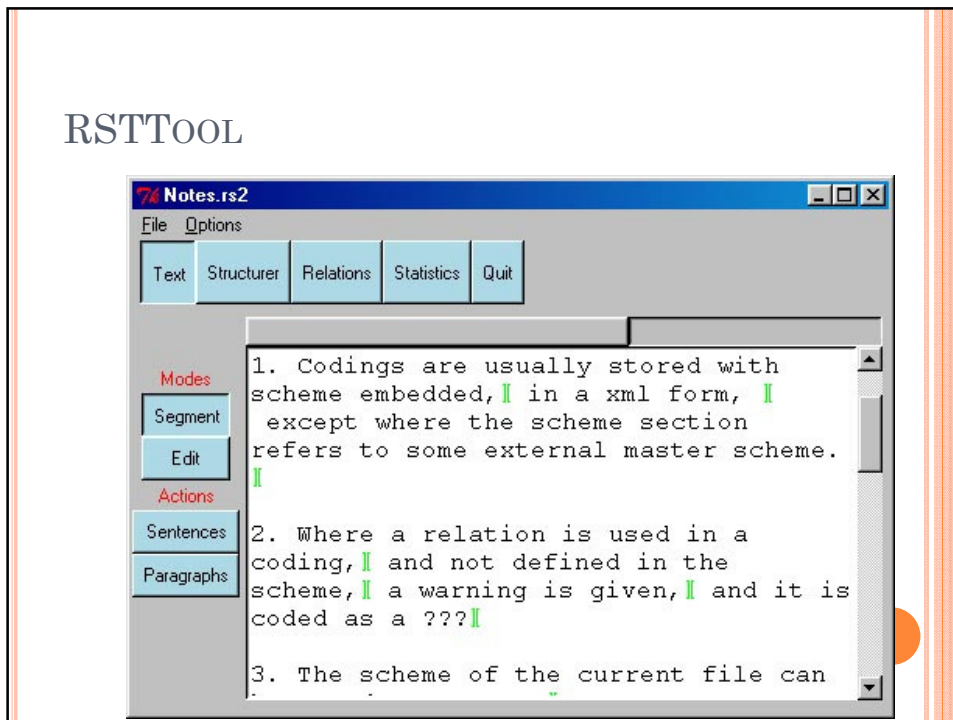 RSTTOOL
Notes.rs2
File Options
Text Structurer Relations Statistics Quit
Modes
Segment
Edit
Actions
Sentences
Paragraphs
1. Codings are usually stored with
scheme embedded,][ in a xml form, ][
except where the scheme section
refers to some external master scheme.
][
2. Where a relation is used in a
coding,][ and not defined in the
scheme,][ a warning is given,][ and it is
coded as a ???][
3. The scheme of the current file can